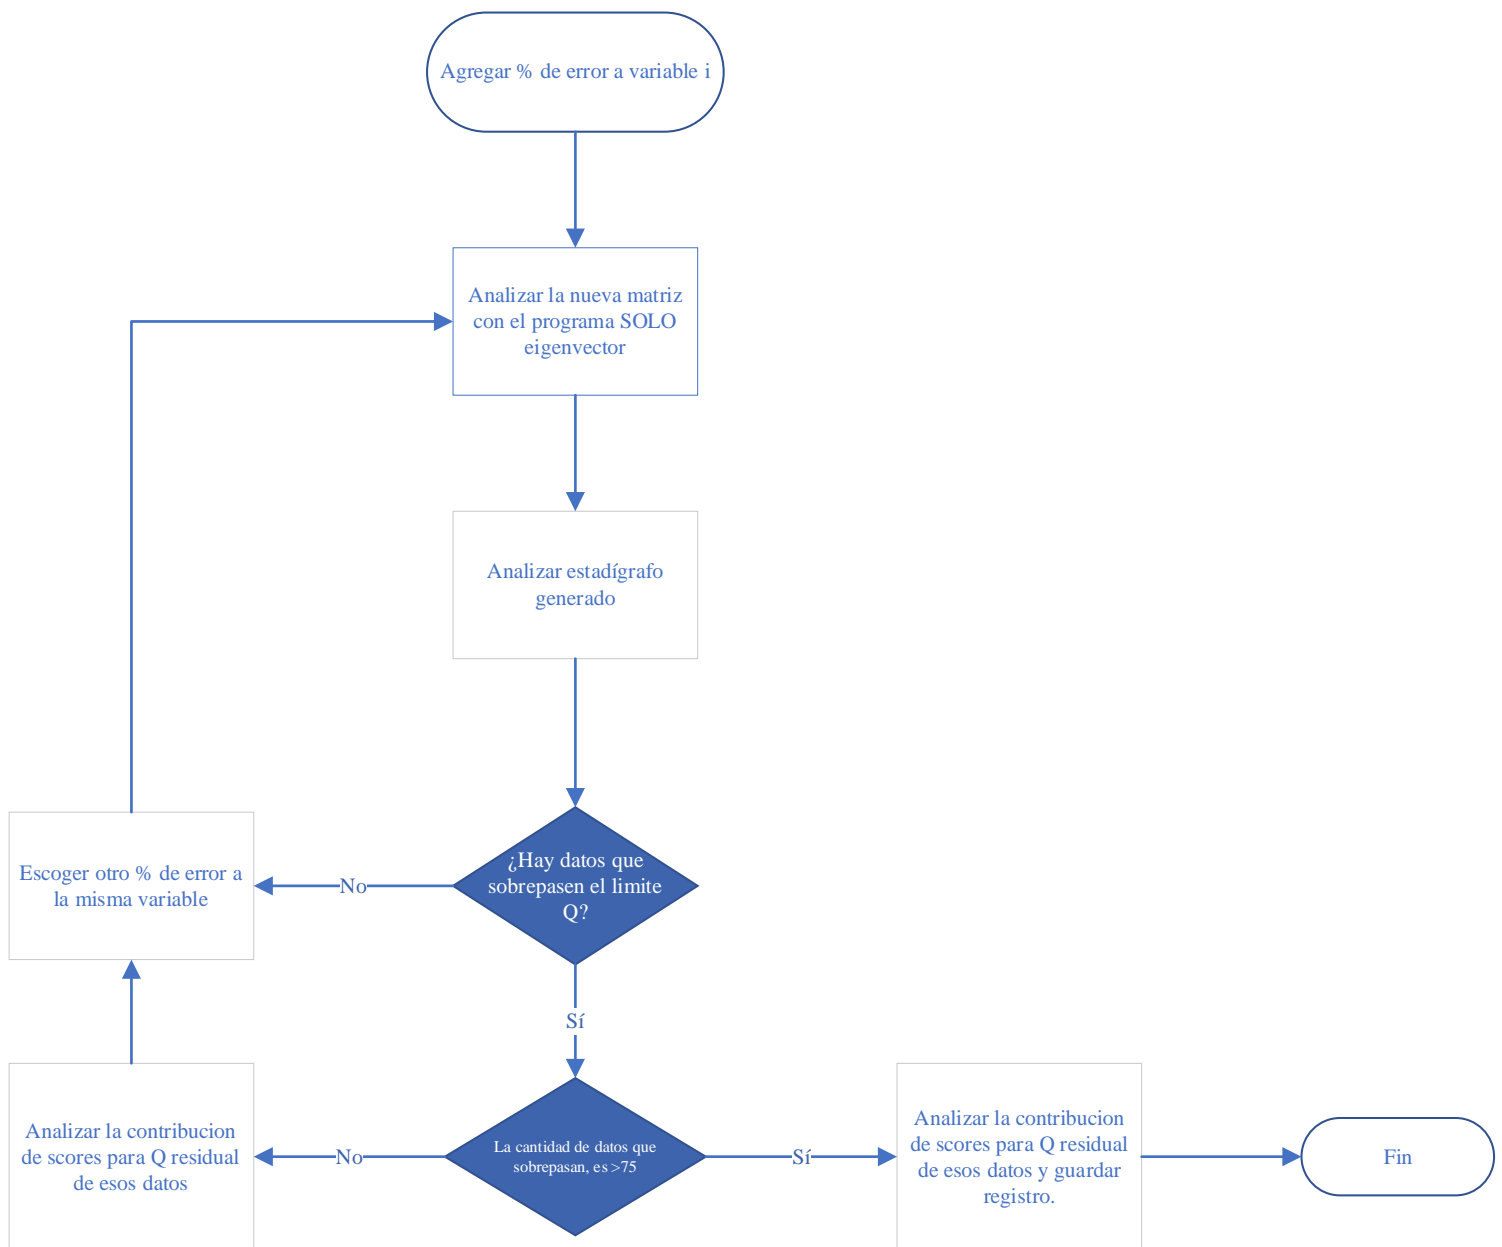 Agregar % de error a variable i
Analizar la nueva matriz
con el programa SOLO
eigenvector
Analizar estadígrafo
generado
¿Hay datos que
sobrepasen el limite
Q?
No
Escoger otro % de error a
la misma variable
Sí
La cantidad de datos que
sobrepasan, es >75
No
Analizar la contribucion
de scores para Q residual
de esos datos
Sí
Analizar la contribucion
de scores para Q residual
de esos datos y guardar
registro.
Fin